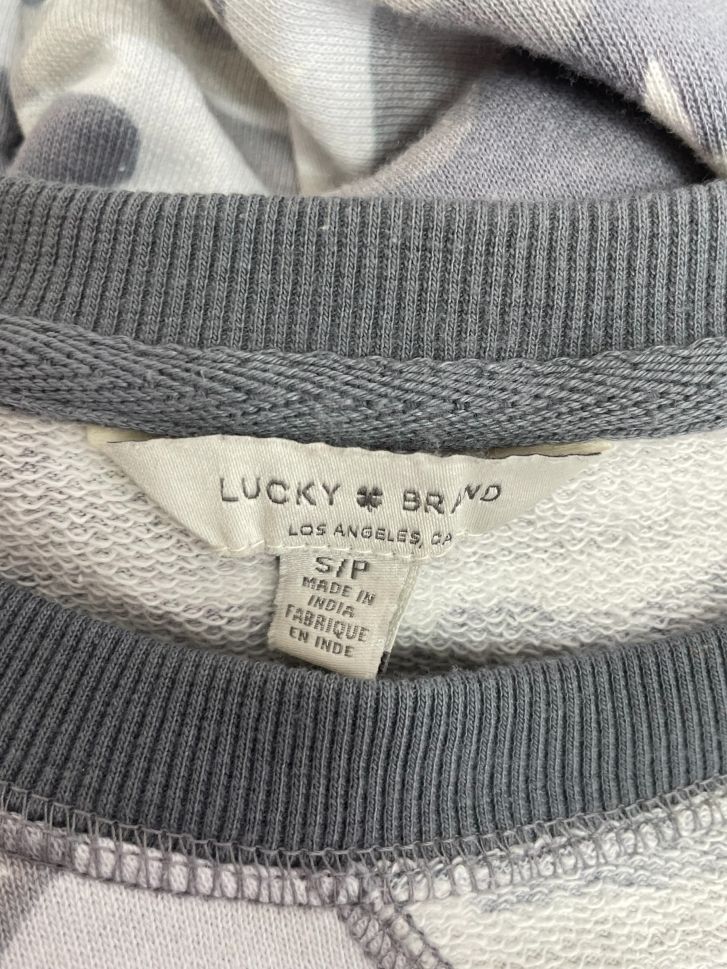 LUCKY BRAND
LOS ANGELES, CA
S/P
MADE IN
INDIA
FABRIQUE
EN INDE